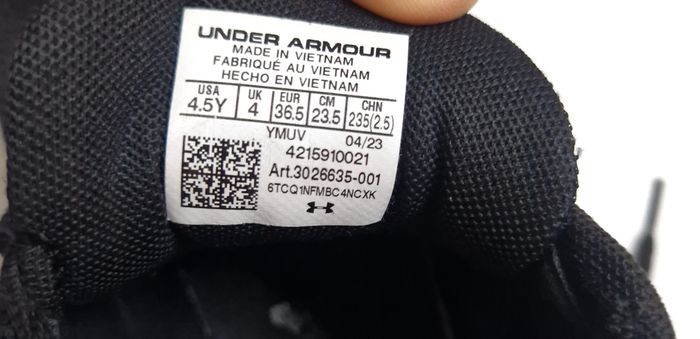 UNDER ARMOUR
MADE IN VIETNAM
FABRIQUÉ AU VIETNAM
HECHO EN VIETNAM
USA UK EUR CM CHN
4.5Y 4 36.5 23.5 235(2.5)
YMUV 04/23
4215910021
Art.3026635-001
6TCQ1NFMBC4NCXK